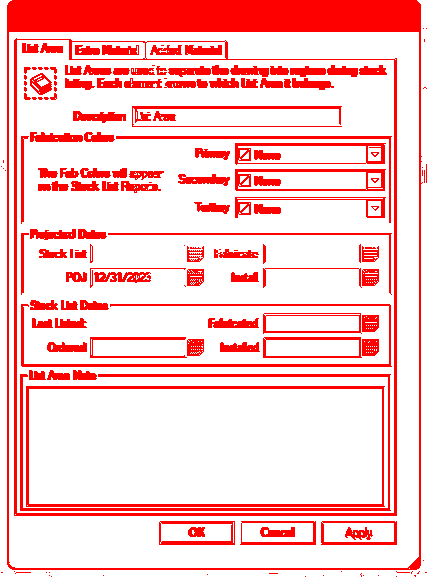 List Area
Extra Material
Added Material
List Areas are used to separate the drawing into regions during stock
listing. Each element knows to which List Area it belongs.
Description
List Area
Fabrication Colors
Primary
None
The Fab Colors will appear
on the Stock List Reports.
Secondary
None
Tertiary
None
Projected Dates
Stock List
Fabricate
POJ 12/31/2023
Install
Stock List Dates
Last Listed:
Fabricated
Ordered
Installed
List Area Note
OK
Cancel
Apply